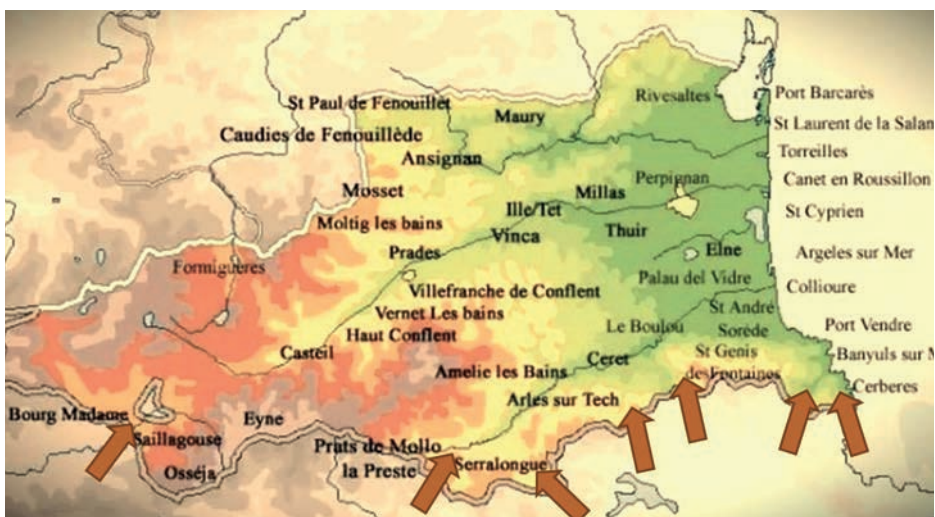 Rivesaltes
Port Barcarès
St Paul de Fenouillet
Maury
St Laurent de la Salan
Caudies de Fenouillède
Ansignan
Torreilles
Mosset
Millas
Perpignan
Canet en Roussillon
Ille/Tet
St Cyprien
Moltig les bains
Vinca
Thuir
Prades
Elne
Argeles sur Mer
Formiguères
Palau del Vidre
Villefranche de Conflent
Collioure
Vernet Les bains
St André
Haut Conflent
Le Boulou
Sorède
Port Vendre
Casteil
Ceret
St Genis
de Fontaines
Banyuls sur M
Amelie les Bains
Cerberes
Arles sur Tech
Bourg Madame
Eyne
Saillagouse
Prats de Mollo
la Preste
Serralongue
Osséja